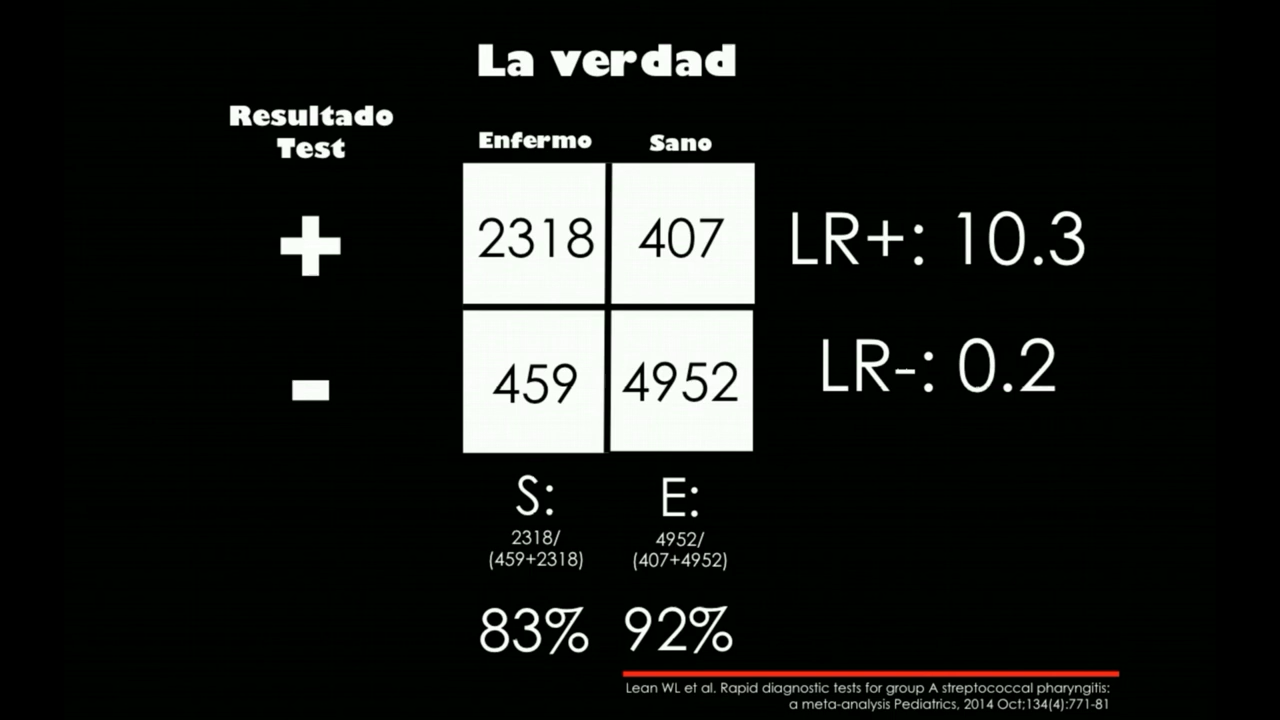 La verdad
Resultado
Test
Enfermo Sano
+ 2318 407 LR+: 10.3
- 459 4952 LR-: 0.2
S: E:
2318/ 4952/
(459+2318) (407+4952)
83% 92%
Lean WL et al. Rapid diagnostic tests for group A streptococcal pharyngitis:
a meta-analysis Pediatrics, 2014 Oct;134(4):771-81